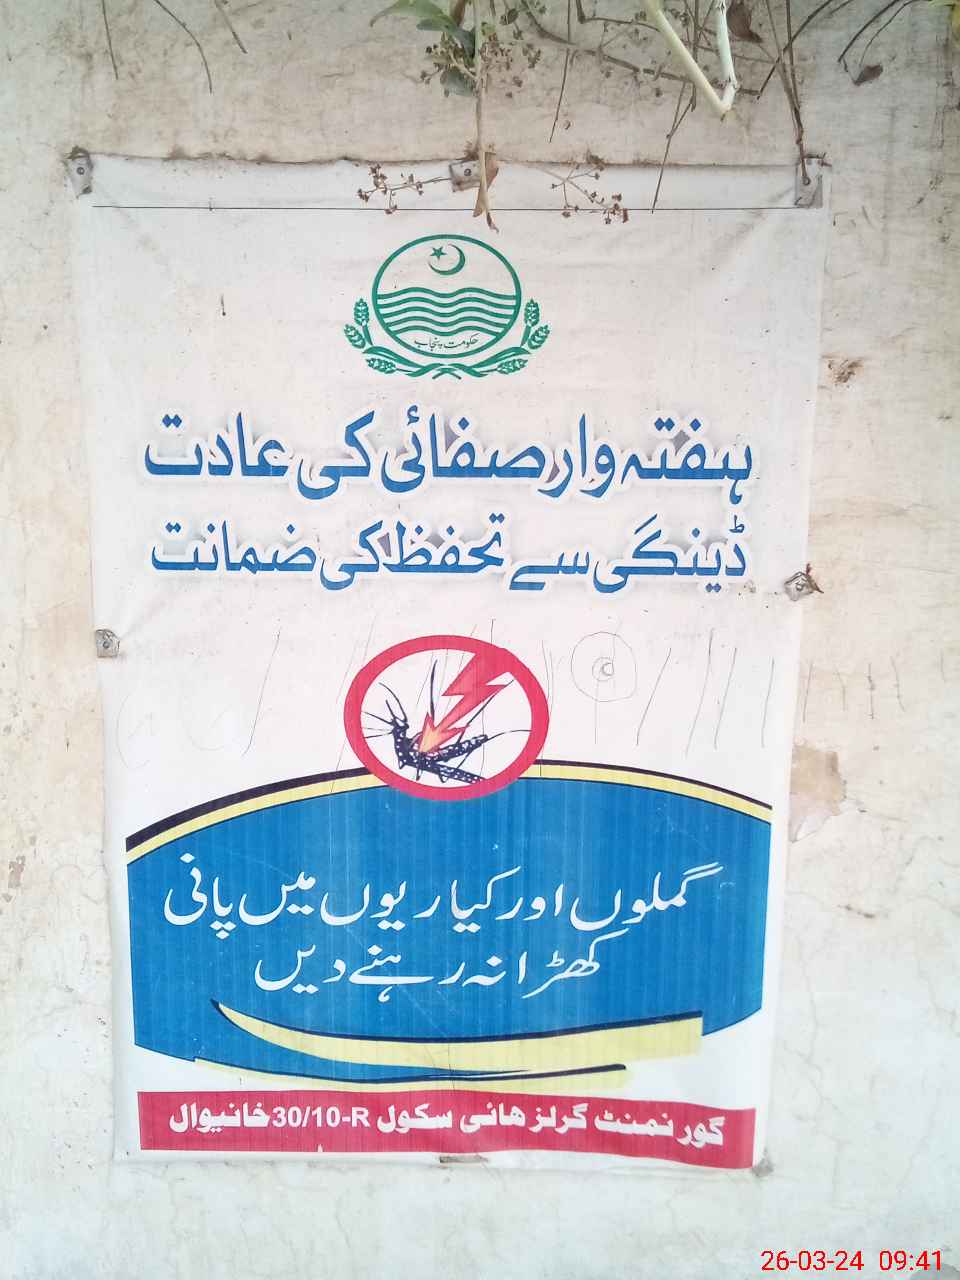 حکومت پنجاب
ہفتہ وار صفائی کی عادت
ڈینگی سے تحفظ کی ضمانت
گملوں اور کیاریوں میں پانی
کھڑا نہ رہنے دیں
گورنمنٹ گرلز ھائی سکول 30/10-R خانیوال
26-03-24 09:41